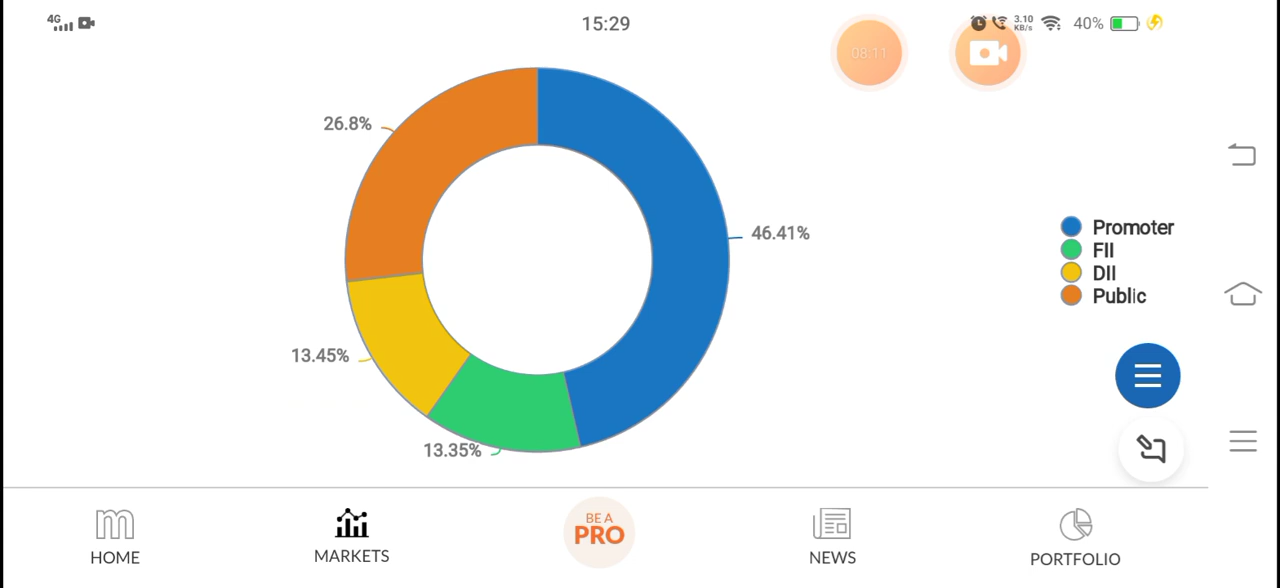 4G
15:29
08:11
3.10
KB/s
40%
26.8%
46.41%
13.45%
13.35%
Promoter
FII
DII
Public
HOME
MARKETS
BE A
PRO
NEWS
PORTFOLIO